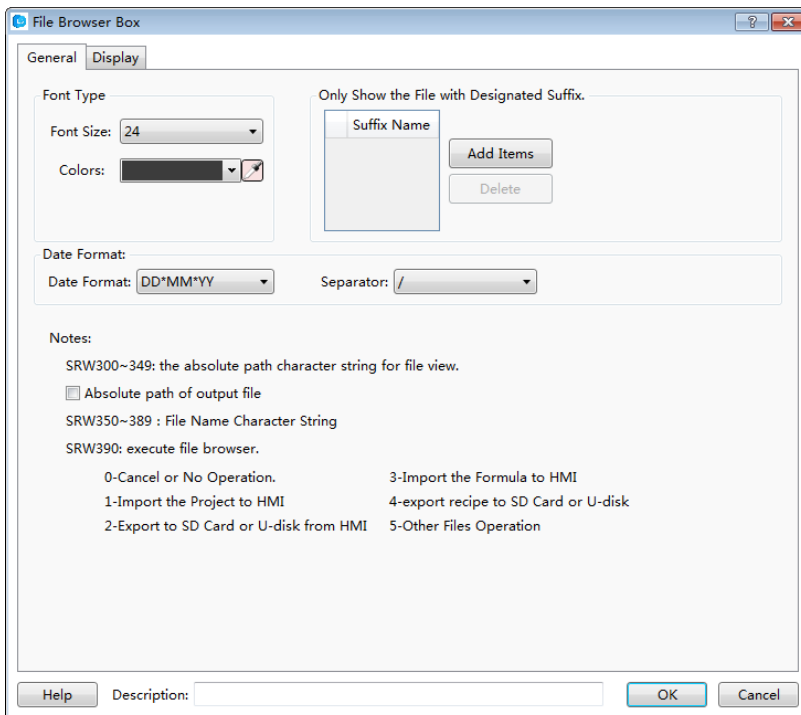 File Browser Box
General Display
Font Type
Font Size: 24
Colors:
Only Show the File with Designated Suffix.
Suffix Name
Add Items
Delete
Date Format:
Date Format: DD*MM*YY Separator: /
Notes:
SRW300~349: the absolute path character string for file view.
Absolute path of output file
SRW350~389 : File Name Character String
SRW390: execute file browser.
0-Cancel or No Operation. 3-Import the Formula to HMI
1-Import the Project to HMI 4-export recipe to SD Card or U-disk
2-Export to SD Card or U-disk from HMI 5-Other Files Operation
Help Description: OK Cancel